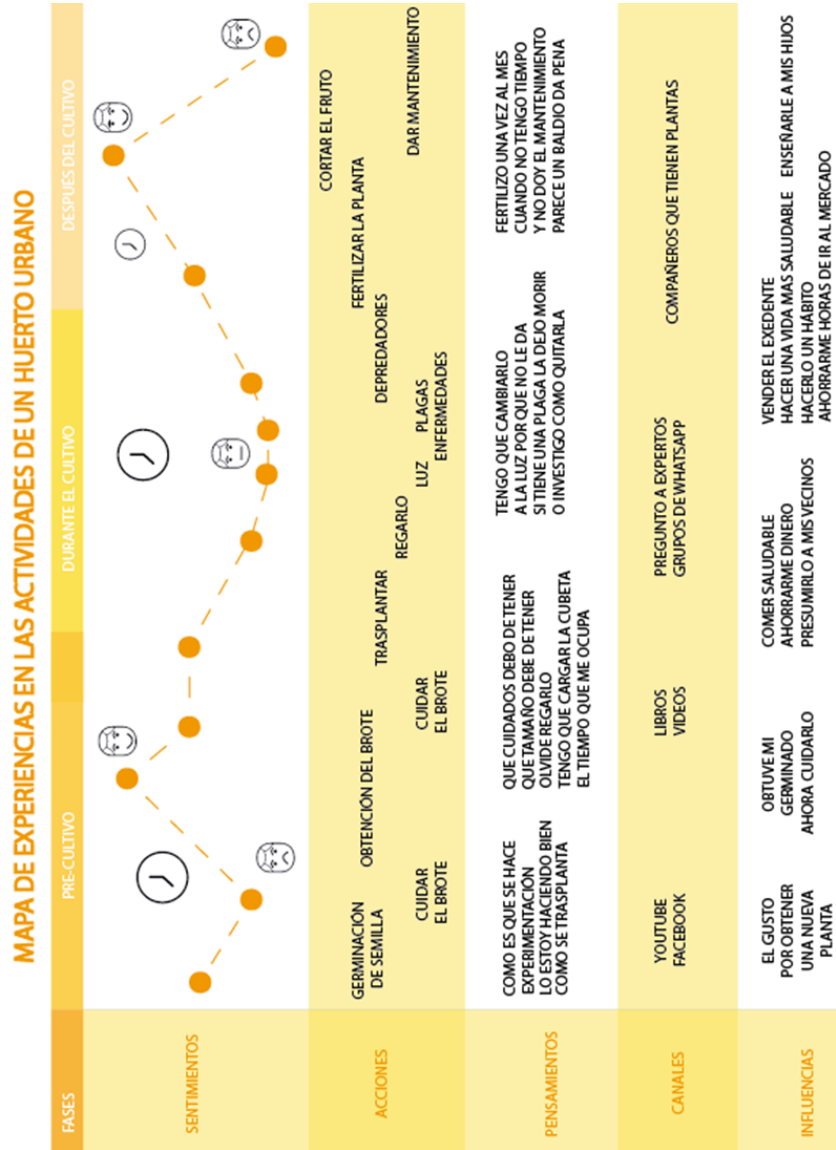 MAPA DE EXPERIENCIAS EN LAS ACTIVIDADES DE UN HUERTO URBANO
FASES
PRE-CULTIVO
DURANTE EL CULTIVO
DESPUÉS DEL CULTIVO
SENTIMIENTOS
ACCIONES
GERMINACIÓN
DE SEMILLA
CUIDAR
EL BROTE
OBTENCIÓN DEL BROTE
CUIDAR
EL BROTE
TRASPLANTAR
REGARLO
LUZ
PLAGAS
ENFERMEDADES
DEPREDADORES
FERTILIZAR LA PLANTA
CORTAR EL FRUTO
DAR MANTENIMIENTO
PENSAMIENTOS
COMO ES QUE SE HACE
EXPERIMENTACIÓN
LO ESTOY HACIENDO BIEN
COMO SE TRASPLANTA
QUE CUIDADOS DEBO DE TENER
QUE TAMAÑO DEBE DE TENER
OLVIDE REGARLO
TENGO QUE CARGAR LA CUBETA
EL TIEMPO QUE ME OCUPA
TENGO QUE CAMBIARLO
A LA LUZ POR QUE NO LE DA
SI TIENE UNA PLAGA LA DEJO MORIR
O INVESTIGO COMO QUITARLA
FERTILIZO UNA VEZ AL MES
CUANDO NO TENGO TIEMPO
Y NO DOY EL MANTENIMIENTO
PARECE UN BALDIO DA PENA
CANALES
YOUTUBE
FACEBOOK
LIBROS
VIDEOS
PREGUNTO A EXPERTOS
GRUPOS DE WHATSAPP
COMPAÑEROS QUE TIENEN PLANTAS
INFLUENCIAS
EL GUSTO
POR OBTENER
UNA NUEVA
PLANTA
OBTUVE MI
GERMINADO
AHORA CUIDARLO
COMER SALUDABLE
AHORRARME DINERO
PRESUMIRLO A MIS VECINOS
VENDER EL EXEDENTE
HACER UNA VIDA MAS SALUDABLE
HACERLO UN HÁBITO
AHORRARME HORAS DE IR AL MERCADO
ENSEÑARLE A MIS HIJOS